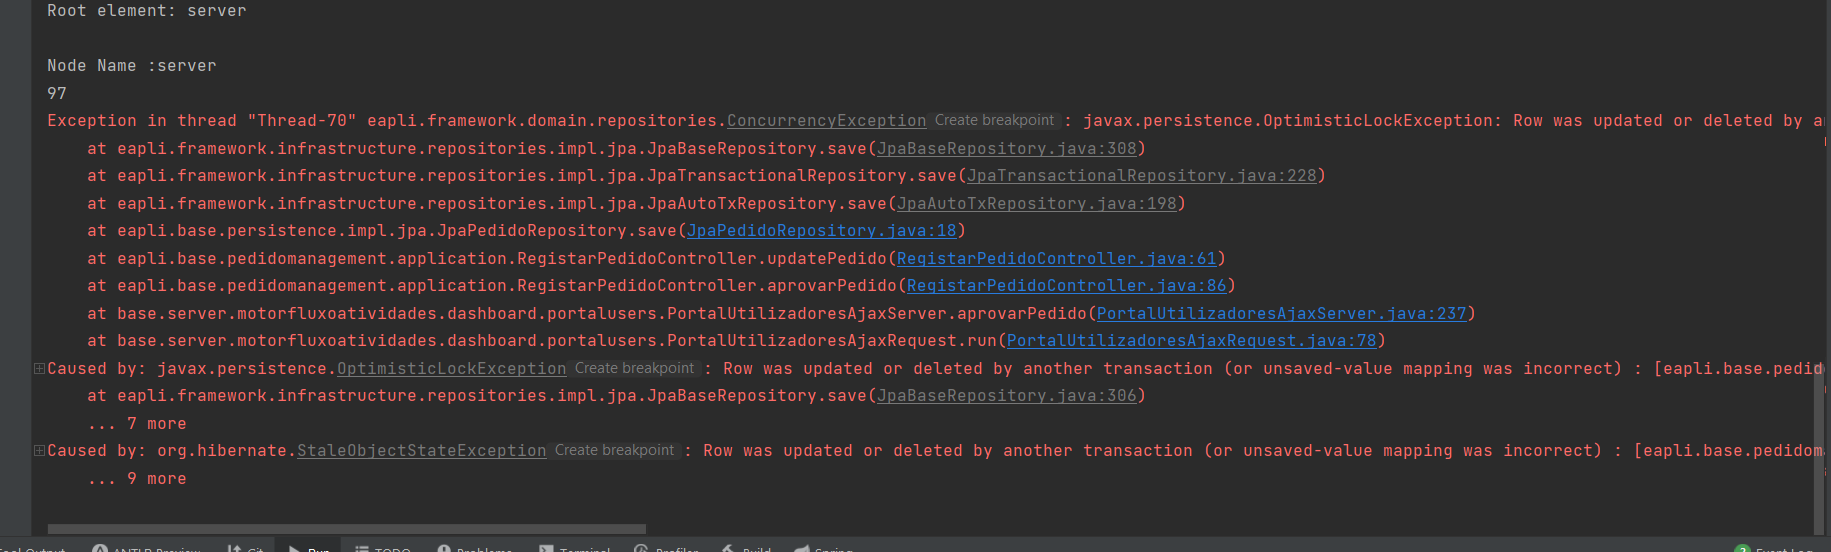 Root element: server
Node Name :server
97
Exception in thread "Thread-70" eapli.framework.domain.repositories.ConcurrencyException Create breakpoint : javax.persistence.OptimisticLockException: Row was updated or deleted by
at eapli.framework.infrastructure.repositories.impl.jpa.JpaBaseRepository.save(JpaBaseRepository.java:308)
at eapli.framework.infrastructure.repositories.impl.jpa.JpaTransactionalRepository.save(JpaTransactionalRepository.java:228)
at eapli.framework.infrastructure.repositories.impl.jpa.JpaAutoTxRepository.save(JpaAutoTxRepository.java:198)
at eapli.base.persistence.impl.jpa.JpaPedidoRepository.save(JpaPedidoRepository.java:18)
at eapli.base.pedidomanagement.application.RegistarPedidoController.updatePedido(RegistarPedidoController.java:61)
at eapli.base.pedidomanagement.application.RegistarPedidoController.aprovarPedido(RegistarPedidoController.java:86)
at base.server.motorfluxoatividades.dashboard.portalusers.PortalUtilizadoresAjaxServer.aprovarPedido(PortalUtilizadoresAjaxServer.java:237)
at base.server.motorfluxoatividades.dashboard.portalusers.PortalUtilizadoresAjaxRequest.run(PortalUtilizadoresAjaxRequest.java:78)
Caused by: javax.persistence.OptimisticLockException Create breakpoint : Row was updated or deleted by another transaction (or unsaved-value mapping was incorrect) : [eapli.base.pedid
at eapli.framework.infrastructure.repositories.impl.jpa.JpaBaseRepository.save(JpaBaseRepository.java:306)
... 7 more
Caused by: org.hibernate.StaleObjectStateException Create breakpoint : Row was updated or deleted by another transaction (or unsaved-value mapping was incorrect) : [eapli.base.pedidom
... 9 more
Output ANTLR Preview Git Run TODO Problems Terminal Profiler Build Spring 2 Event Log